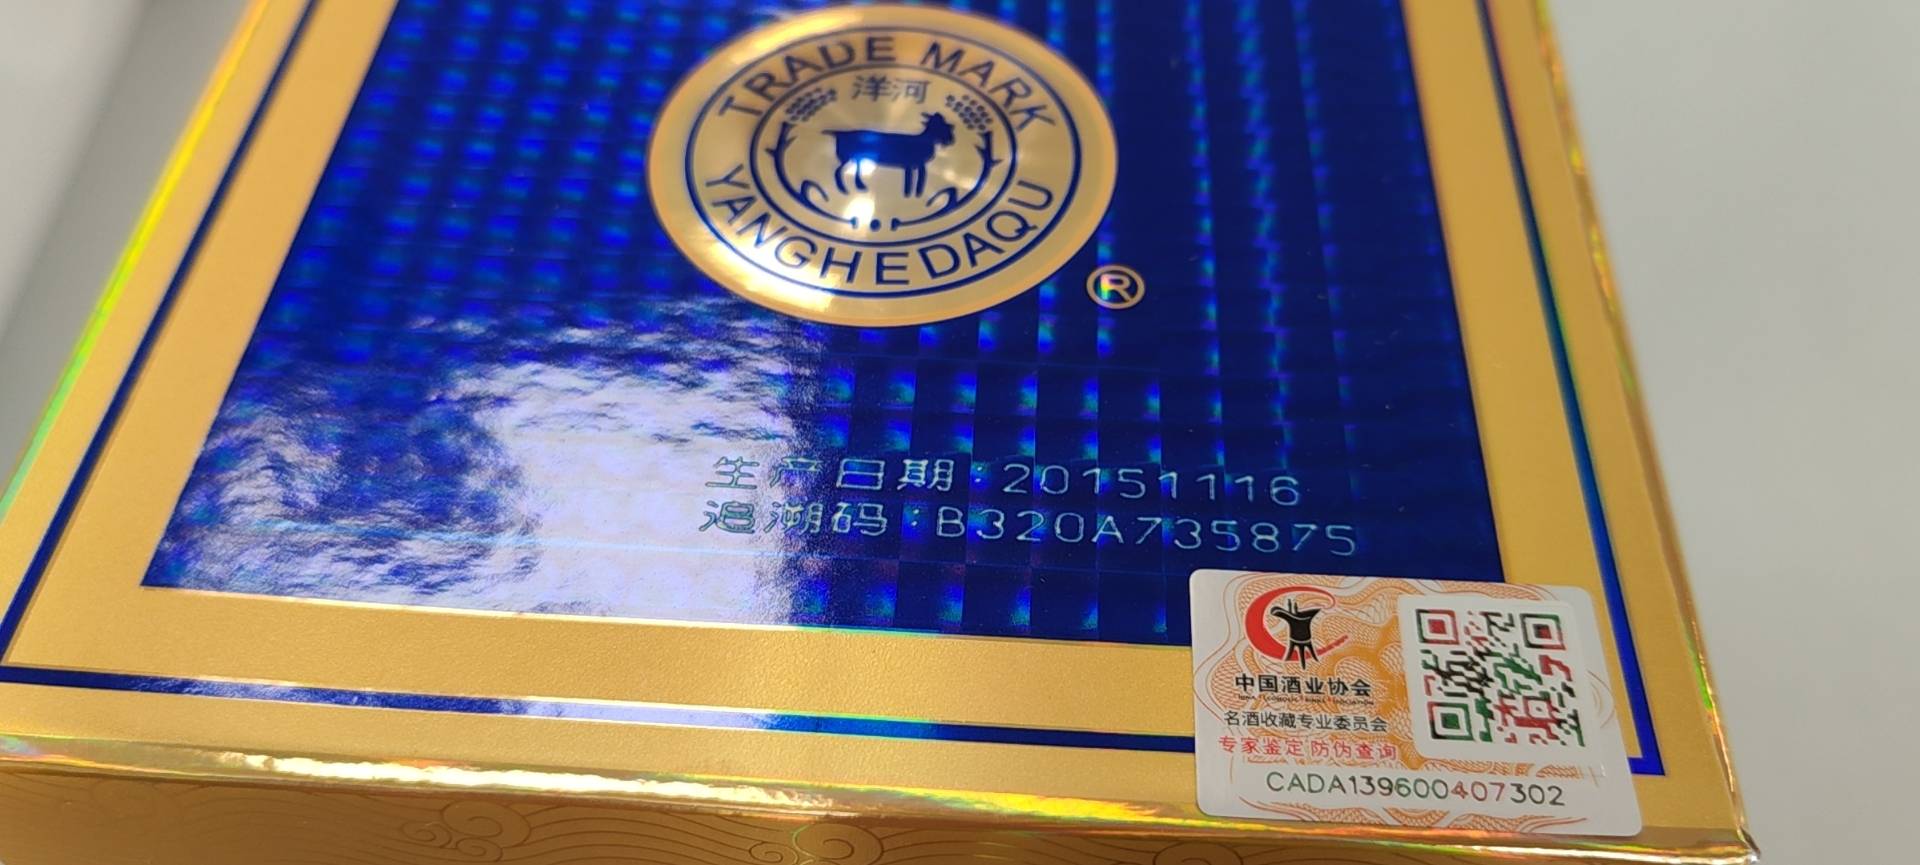 TRADE MARK
洋河
YANGHEDAQU
®
生产日期:20151116
追溯码:B320A735875
中国酒业协会
名酒收藏专业委员会
专家鉴定防伪查询
CADA139600407302